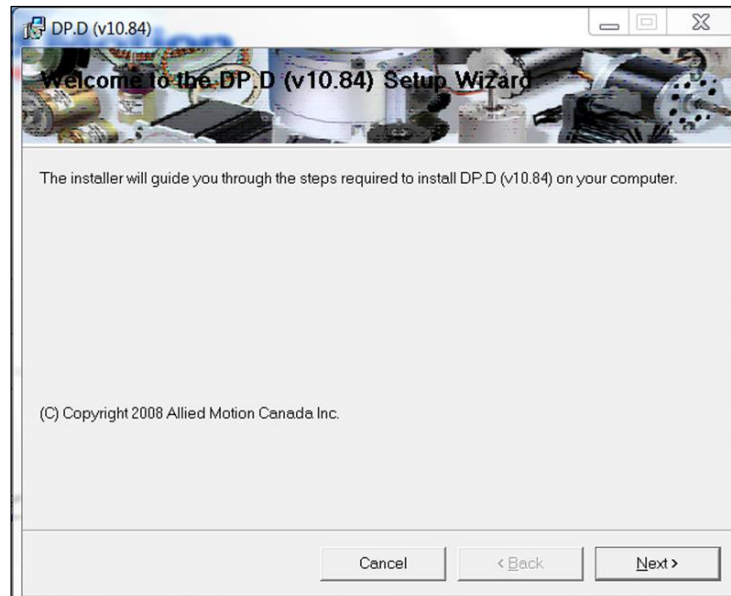 DP.D (v10.84)
Welcome to the DP.D (v10.84) Setup Wizard
The installer will guide you through the steps required to install DP.D (v10.84) on your computer.
(C) Copyright 2008 Allied Motion Canada Inc.
Cancel
< Back
Next >